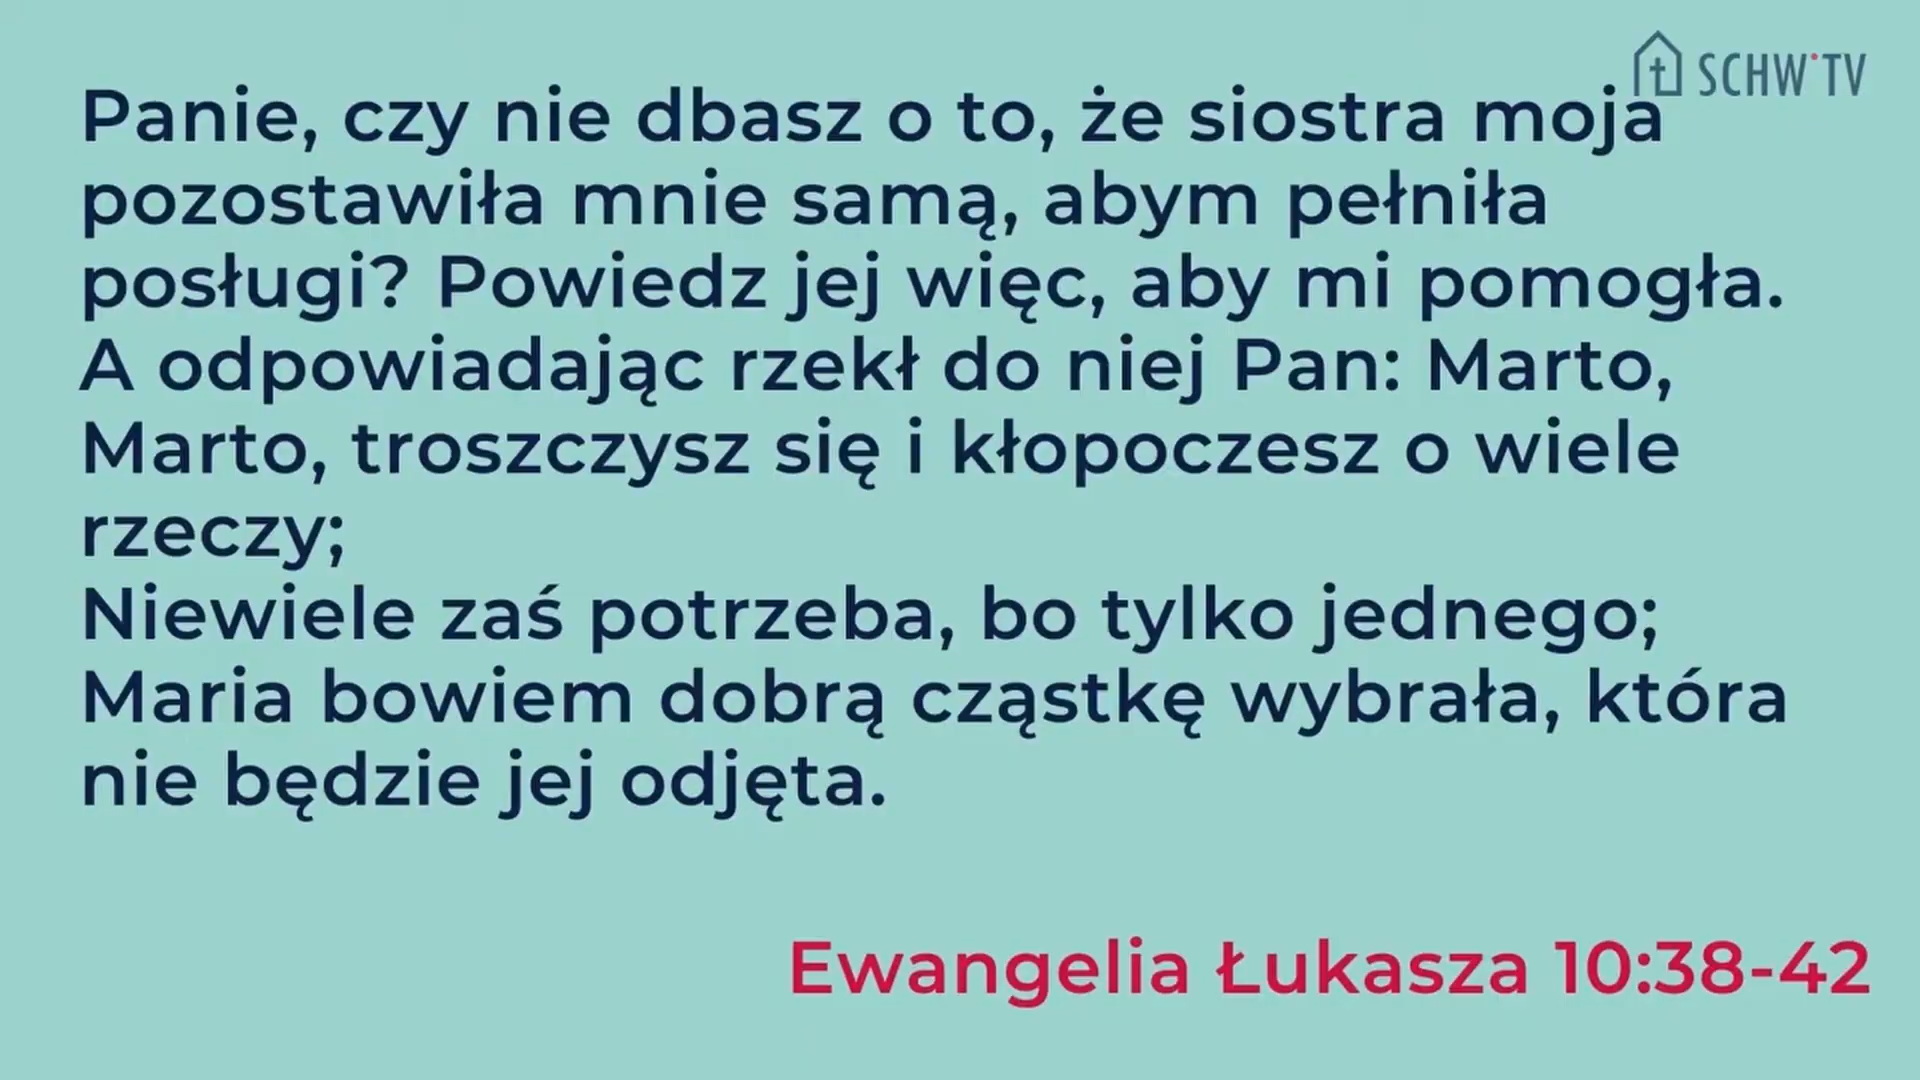 SCHW TV
Panie, czy nie dbasz o to, że siostra moja
pozostawiła mnie samą, abym pełniła
posługi? Powiedz jej więc, aby mi pomogła.
A odpowiadając rzekł do niej Pan: Marto,
Marto, troszczysz się i kłopoczesz o wiele
rzeczy;
Niewiele zaś potrzeba, bo tylko jednego;
Maria bowiem dobrą cząstkę wybrała, która
nie będzie jej odjęta.
Ewangelia Łukasza 10:38-42